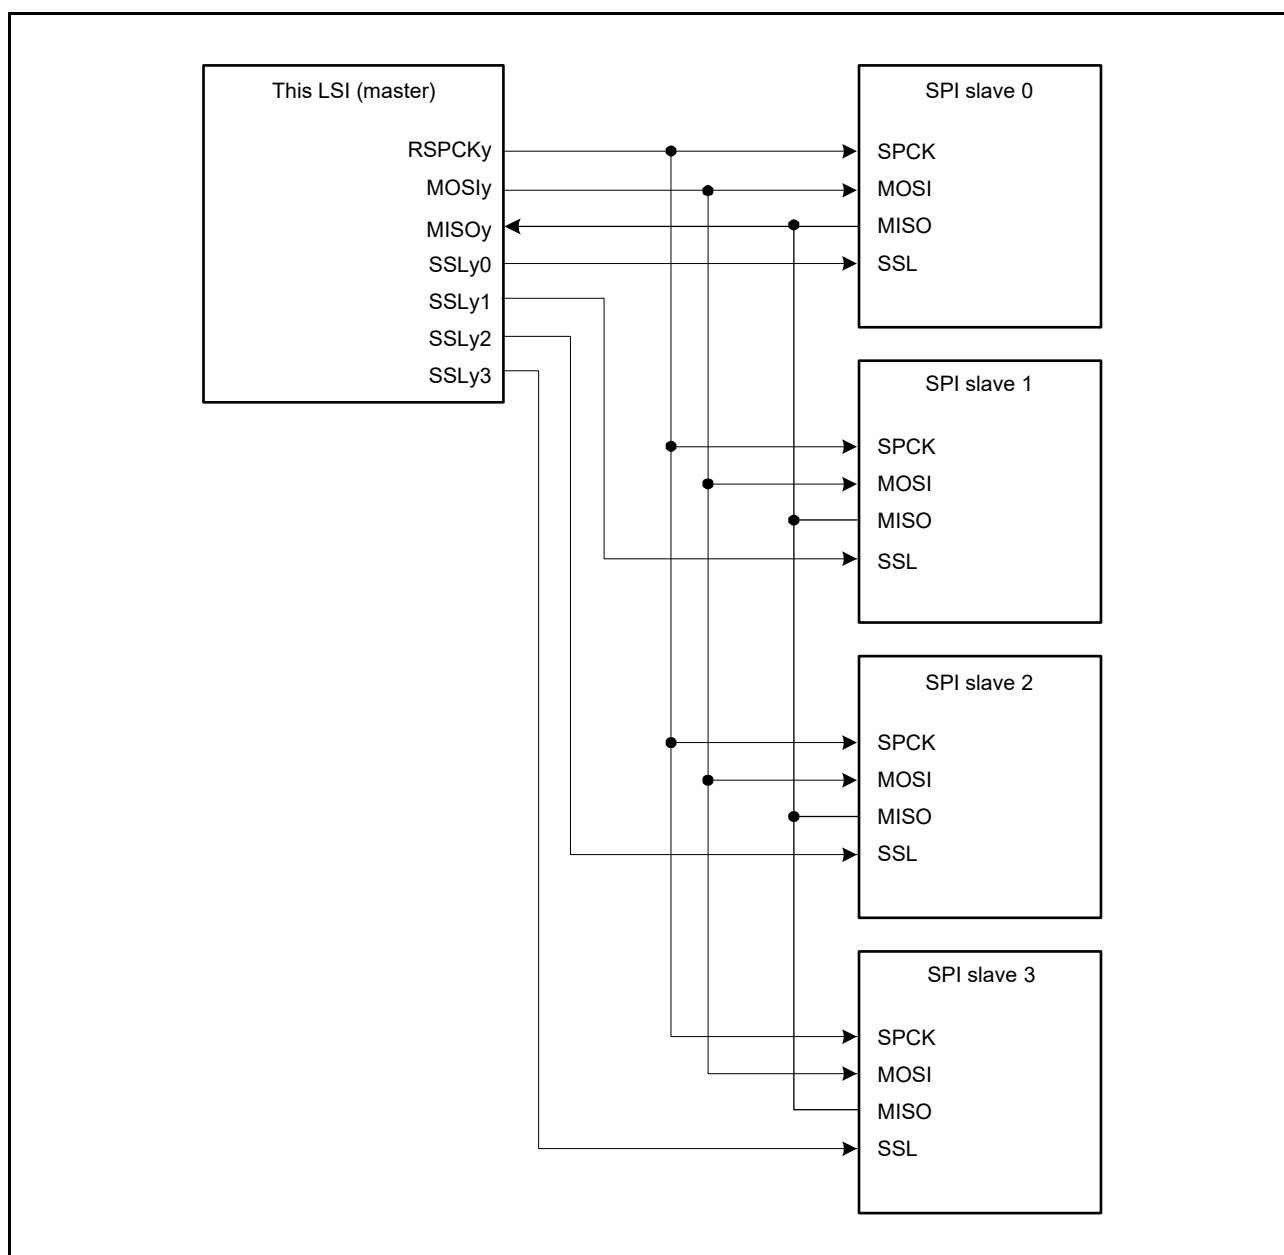 This LSI (master)
RSPCKy
MOSIy
MISOy
SSLy0
SSLy1
SSLy2
SSLy3
SPI slave 0
SPCK
MOSI
MISO
SSL
SPI slave 1
SPCK
MOSI
MISO
SSL
SPI slave 2
SPCK
MOSI
MISO
SSL
SPI slave 3
SPCK
MOSI
MISO
SSL